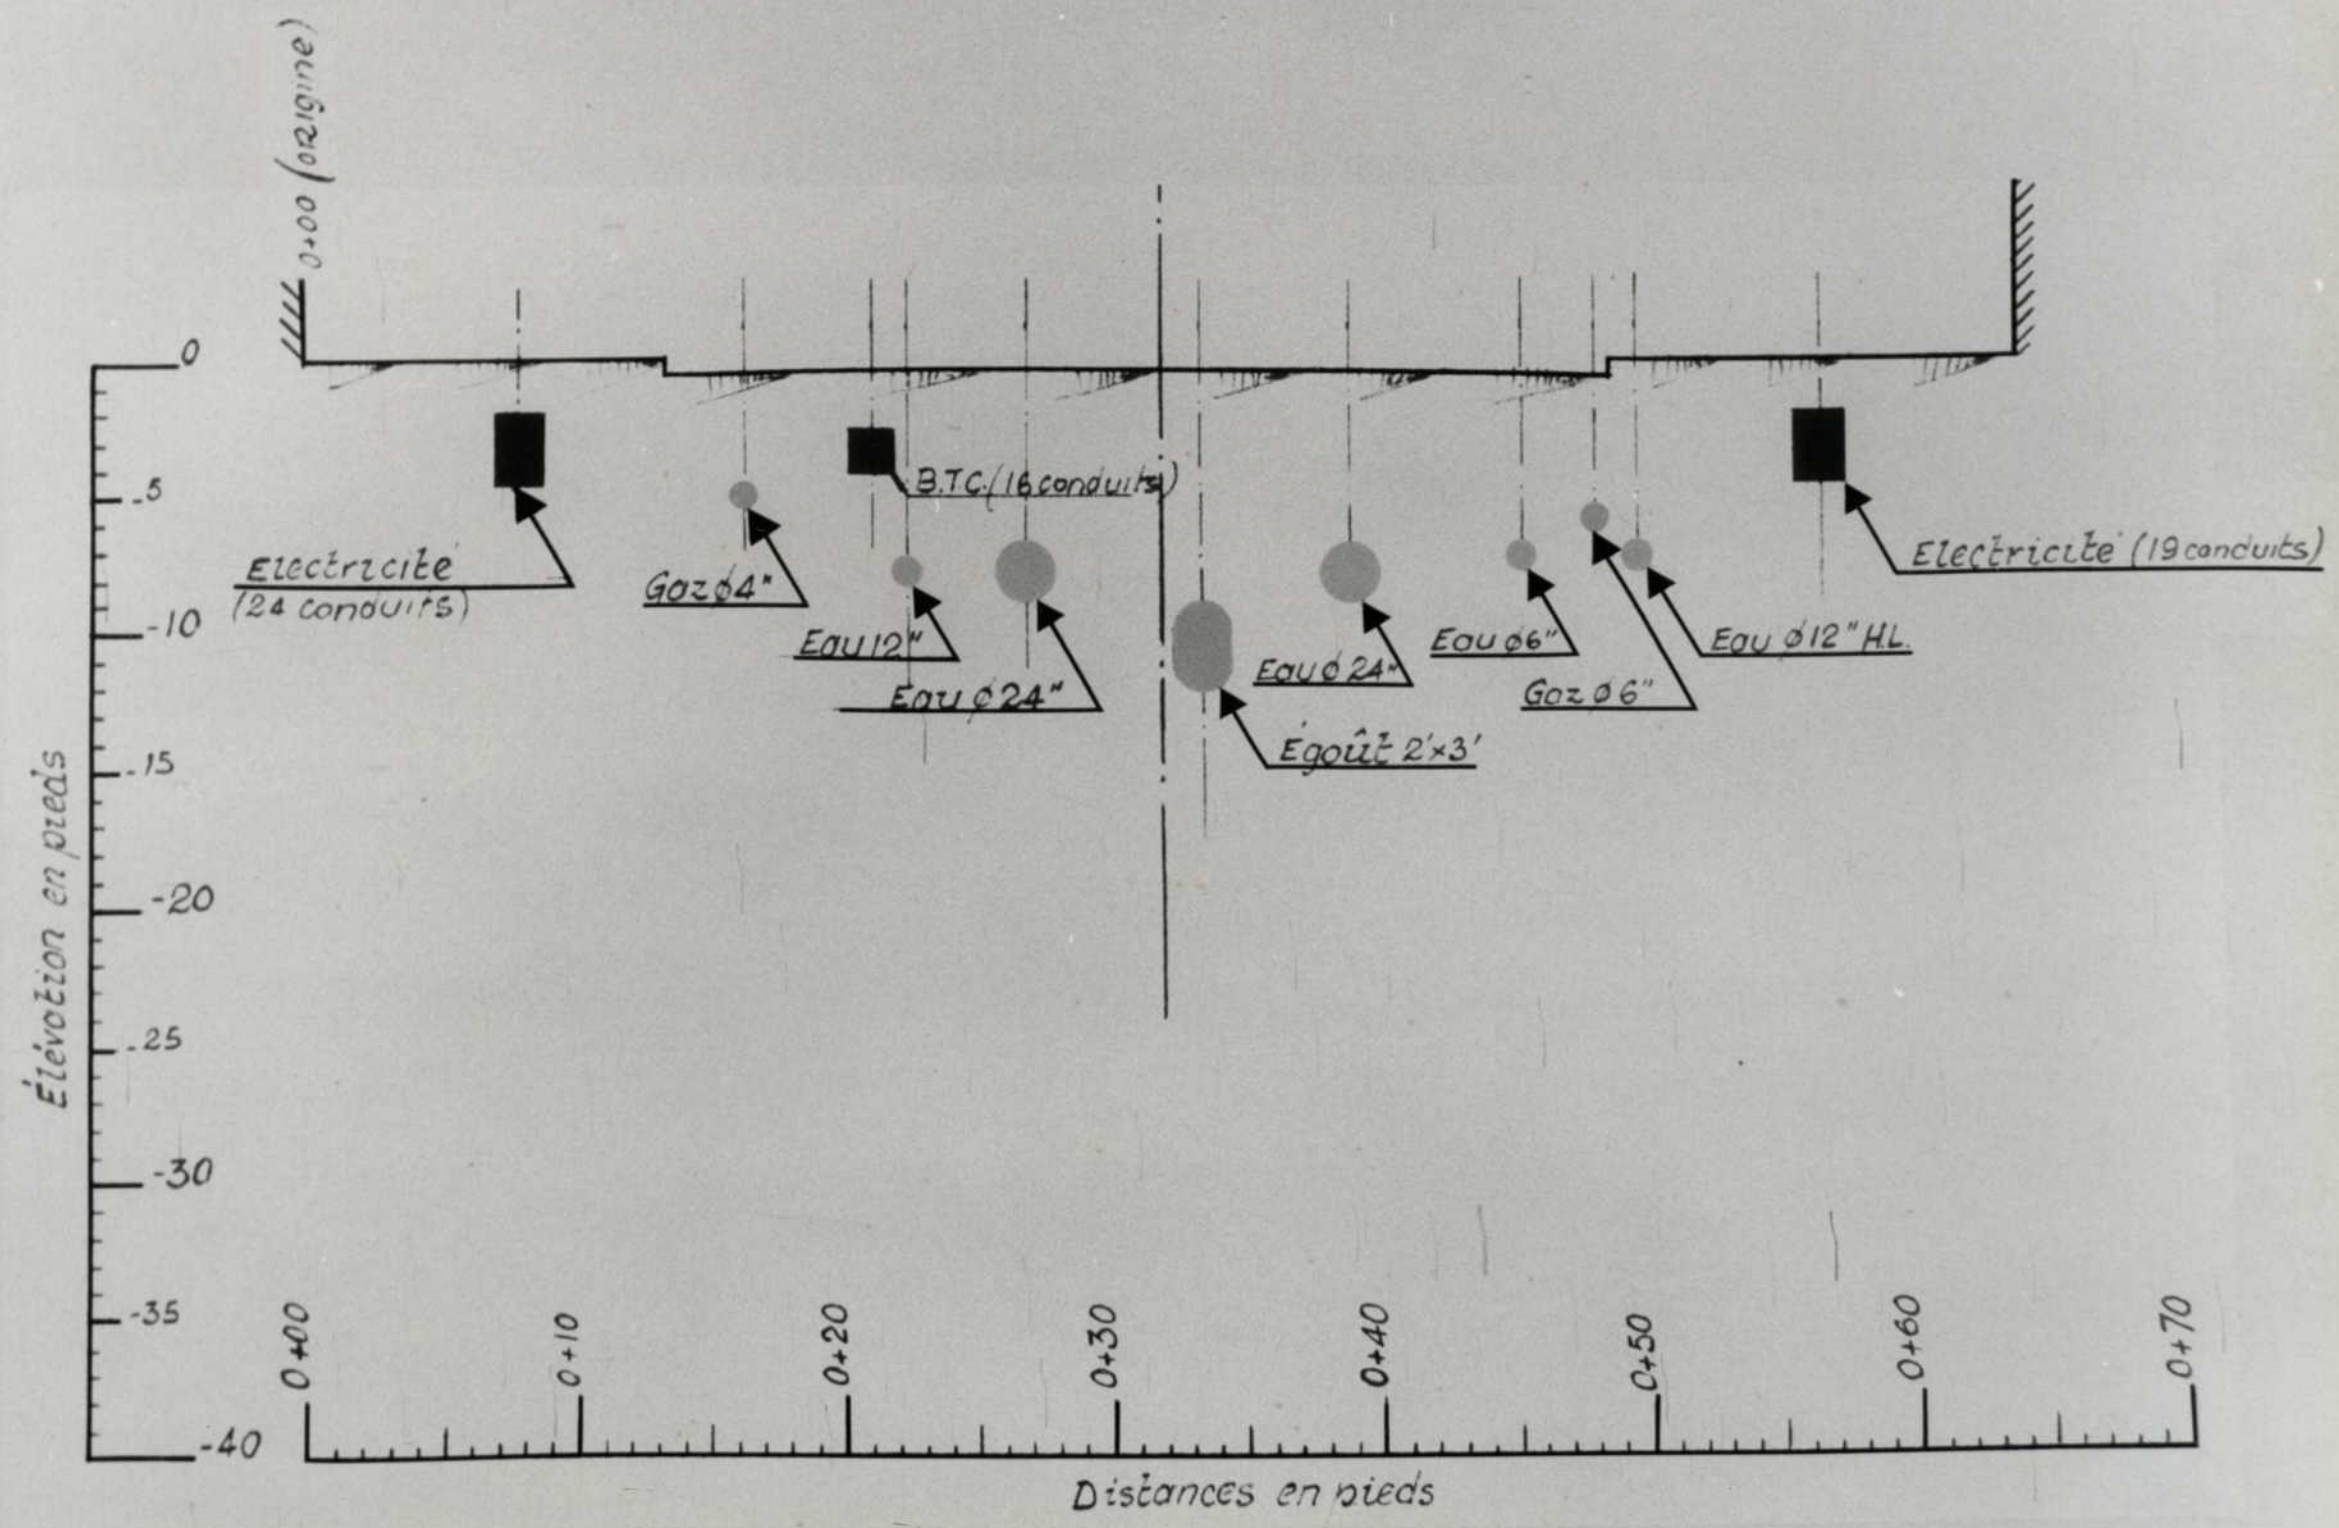 0+00 (ORIGINE)
0
-5
-10
-15
-20
-25
-30
-35
-40
Élévation en pieds
Electricité
(24 conduits)
Gaz ø4"
B.T.C. (16 conduits)
Eau 12"
Eau ø24"
Égoût 2'x3'
Eau ø24"
Eau ø6"
Gaz ø6"
Eau ø12" H.L.
Electricité (19 conduits)
0+00
0+10
0+20
0+30
0+40
0+50
0+60
0+70
Distances en pieds